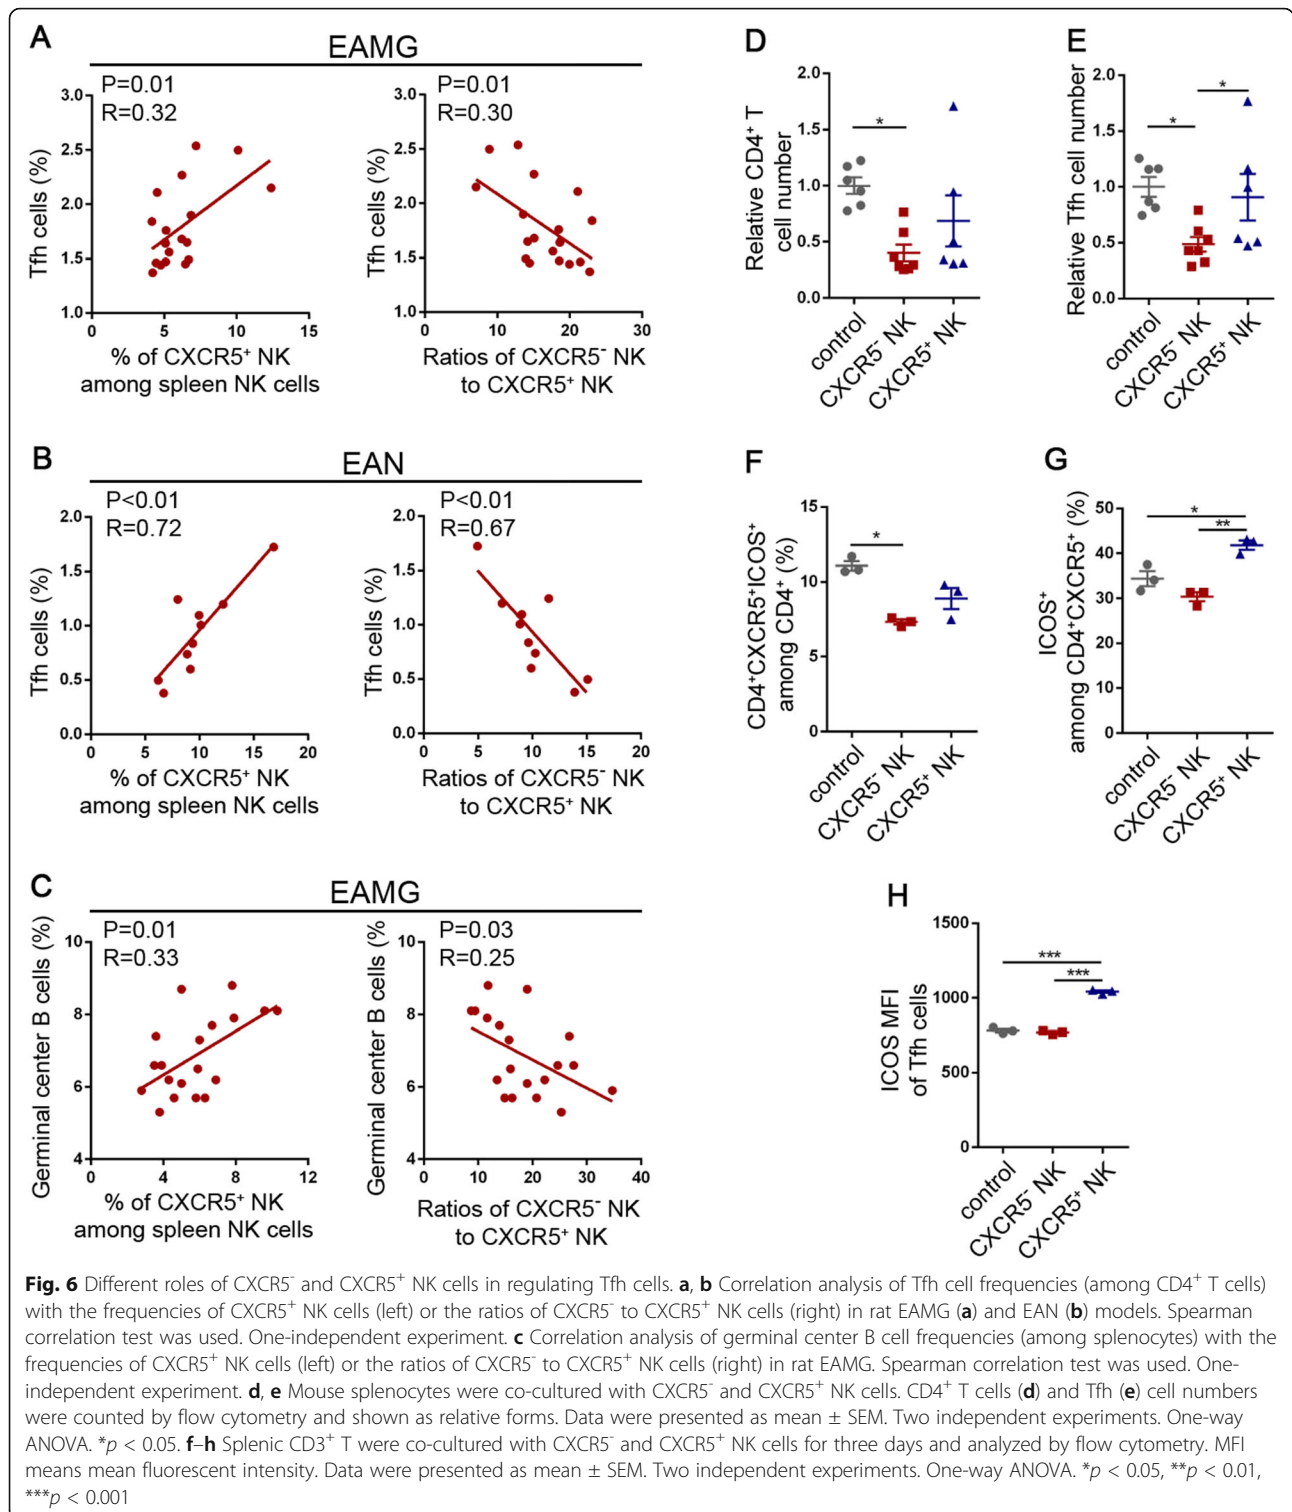 A
EAMG
P=0.01
R=0.32
3.0
2.5
2.0
1.5
1.0
Tfh cells (%)
0 5 10 15
% of CXCR5⁺ NK
among spleen NK cells
P=0.01
R=0.30
3.0
2.5
2.0
1.5
1.0
Tfh cells (%)
0 10 20 30
Ratios of CXCR5⁻ NK
to CXCR5⁺ NK
D
2.0
1.5
1.0
0.5
0.0
Relative CD4⁺ T
cell number
*
control
CXCR5⁻ NK
CXCR5⁺ NK
E
2.0
1.5
1.0
0.5
0.0
Relative Tfh cell number
*
*
control
CXCR5⁻ NK
CXCR5⁺ NK
B
EAN
P<0.01
R=0.72
2.0
1.5
1.0
0.5
0.0
Tfh cells (%)
0 5 10 15 20
% of CXCR5⁺ NK
among spleen NK cells
P<0.01
R=0.67
2.0
1.5
1.0
0.5
0.0
Tfh cells (%)
0 5 10 15 20
Ratios of CXCR5⁻ NK
to CXCR5⁺ NK
F
15
10
5
0
CD4⁺CXCR5⁺ICOS⁺
among CD4⁺ (%)
*
control
CXCR5⁻ NK
CXCR5⁺ NK
G
50
40
30
20
10
0
ICOS⁺
among CD4⁺CXCR5⁺ (%)
*
**
control
CXCR5⁻ NK
CXCR5⁺ NK
C
EAMG
P=0.01
R=0.33
10
8
6
4
Germinal center B cells (%)
0 4 8 12
% of CXCR5⁺ NK
among spleen NK cells
P=0.03
R=0.25
10
8
6
4
Germinal center B cells (%
0 10 20 30 40
Ratios of CXCR5⁻ NK
to CXCR5⁺ NK
H
1500
1000
500
0
ICOS MFI
of Tfh cells
***
***
control
CXCR5⁻ NK
CXCR5⁺ NK
Fig. 6 Different roles of CXCR5⁻ and CXCR5⁺ NK cells in regulating Tfh cells. a, b Correlation analysis of Tfh cell frequencies (among CD4⁺ T cells)
with the frequencies of CXCR5⁺ NK cells (left) or the ratios of CXCR5⁻ to CXCR5⁺ NK cells (right) in rat EAMG (a) and EAN (b) models. Spearman
correlation test was used. One-independent experiment. c Correlation analysis of germinal center B cell frequencies (among splenocytes) with the
frequencies of CXCR5⁺ NK cells (left) or the ratios of CXCR5⁻ to CXCR5⁺ NK cells (right) in rat EAMG. Spearman correlation test was used. One-
independent experiment. d, e Mouse splenocytes were co-cultured with CXCR5⁻ and CXCR5⁺ NK cells. CD4⁺ T cells (d) and Tfh (e) cell numbers
were counted by flow cytometry and shown as relative forms. Data were presented as mean ± SEM. Two independent experiments. One-way
ANOVA. *p < 0.05. f–h Splenic CD3⁺ T were co-cultured with CXCR5⁻ and CXCR5⁺ NK cells for three days and analyzed by flow cytometry. MFI
means mean fluorescent intensity. Data were presented as mean ± SEM. Two independent experiments. One-way ANOVA. *p < 0.05, **p < 0.01,
***p < 0.001